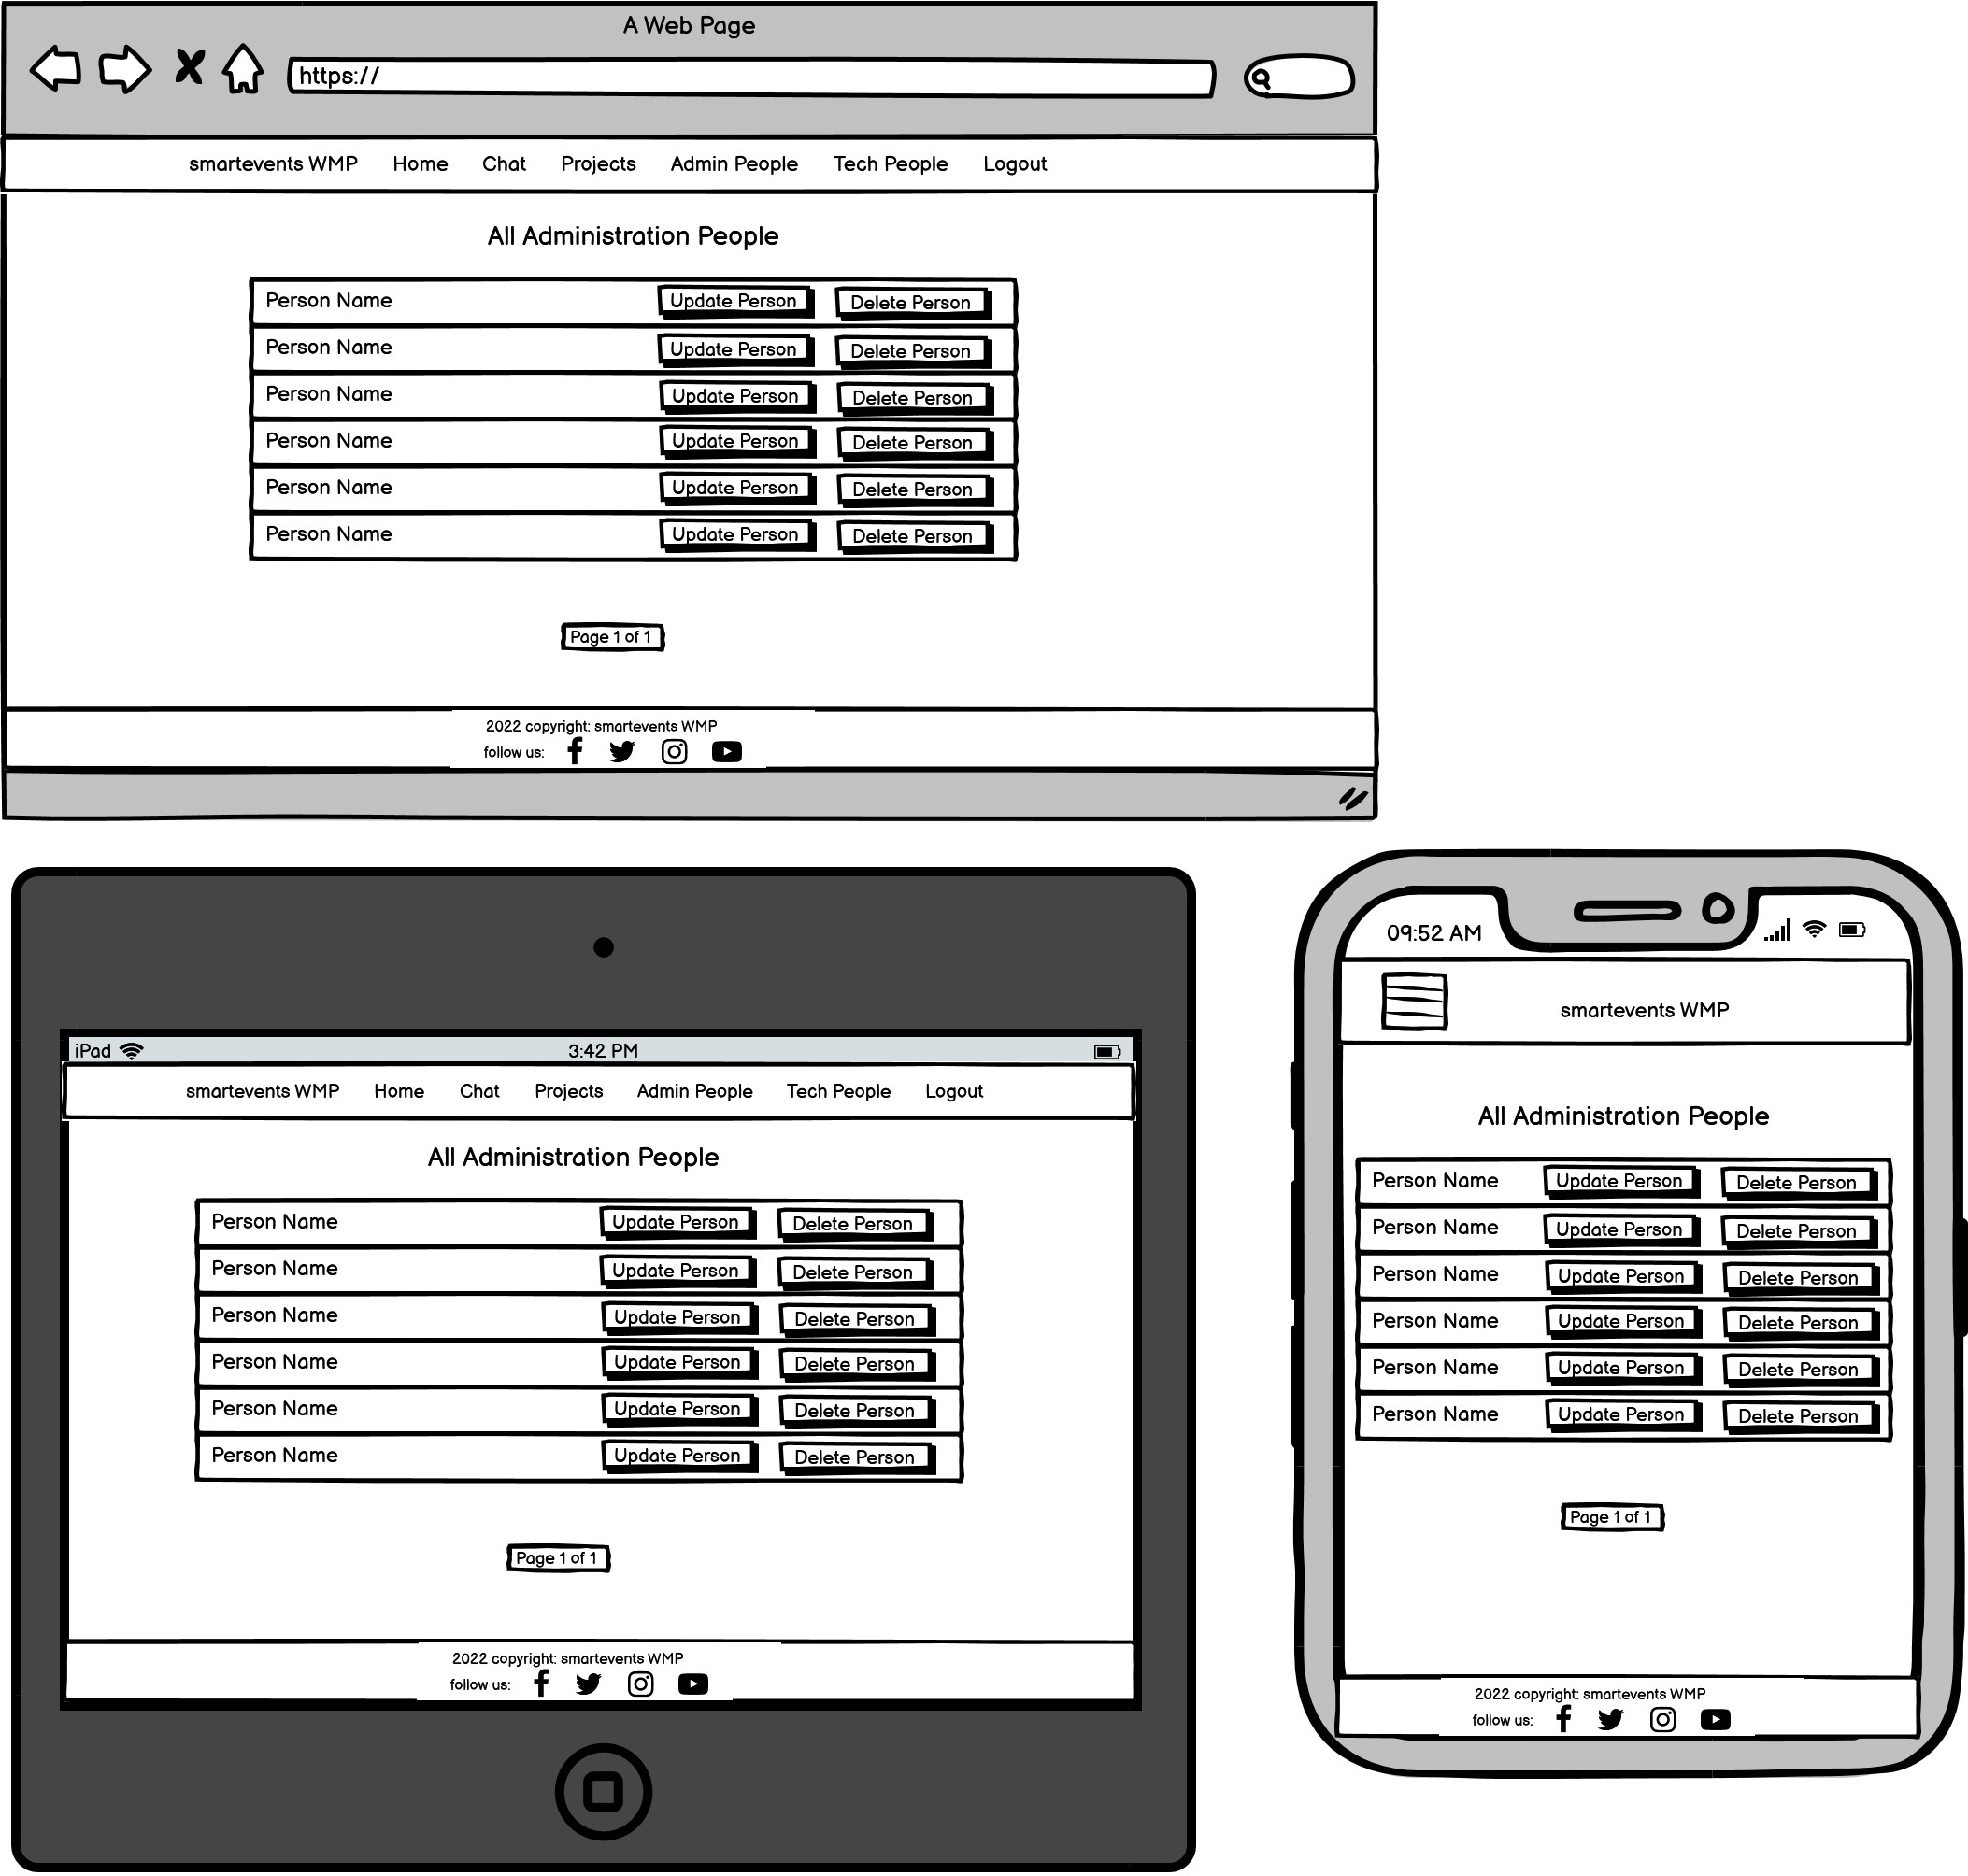 A Web Page
https://
smartevents WMP Home Chat Projects Admin People Tech People Logout
All Administration People
Person Name Update Person Delete Person
Person Name Update Person Delete Person
Person Name Update Person Delete Person
Person Name Update Person Delete Person
Person Name Update Person Delete Person
Person Name Update Person Delete Person
Page 1 of 1
2022 copyright: smartevents WMP
follow us:
iPad 3:42 PM
smartevents WMP Home Chat Projects Admin People Tech People Logout
All Administration People
Person Name Update Person Delete Person
Person Name Update Person Delete Person
Person Name Update Person Delete Person
Person Name Update Person Delete Person
Person Name Update Person Delete Person
Person Name Update Person Delete Person
Page 1 of 1
2022 copyright: smartevents WMP
follow us:
09:52 AM
smartevents WMP
All Administration People
Person Name Update Person Delete Person
Person Name Update Person Delete Person
Person Name Update Person Delete Person
Person Name Update Person Delete Person
Person Name Update Person Delete Person
Person Name Update Person Delete Person
Page 1 of 1
2022 copyright: smartevents WMP
follow us: